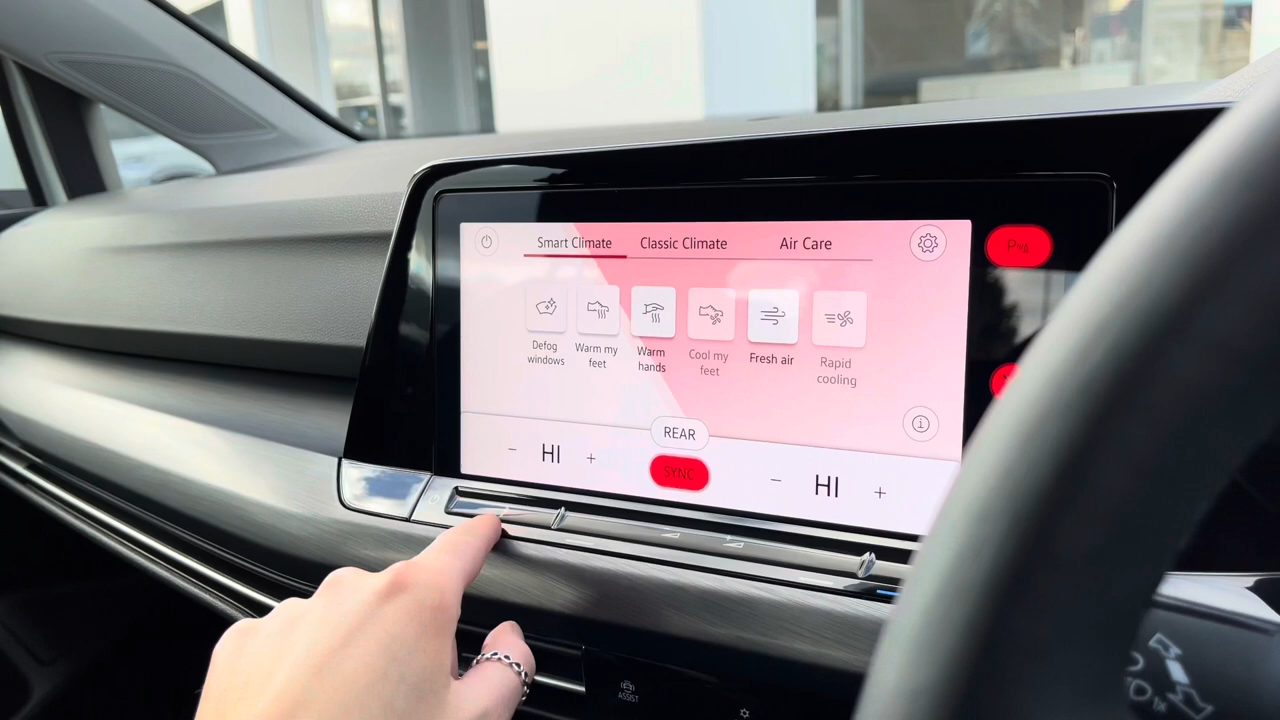 Smart Climate
Classic Climate
Air Care
Defog
windows
Warm my
feet
Warm
hands
Cool my
feet
Fresh air
Rapid
cooling
REAR
- HI +
SYNC
- HI +
ASSIST